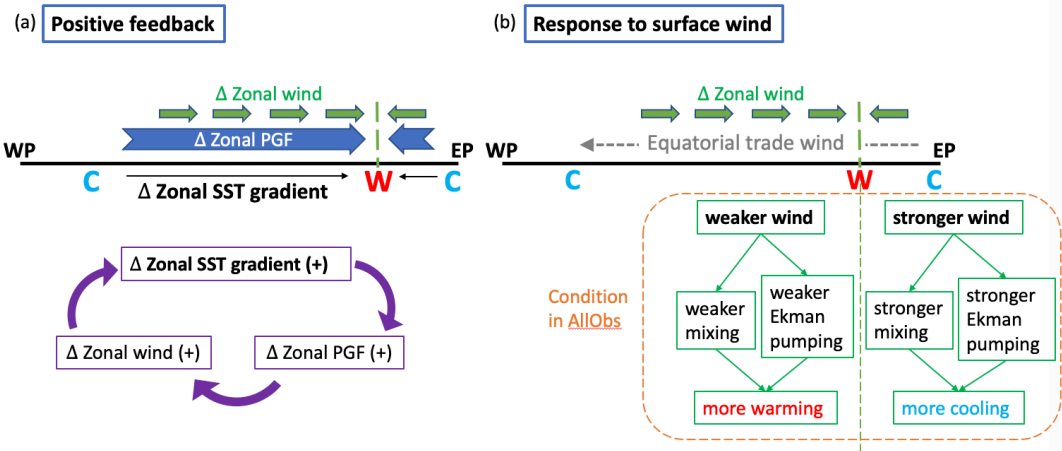 (a) Positive feedback
Δ Zonal wind
Δ Zonal PGF
WP EP
C Δ Zonal SST gradient W C
Δ Zonal SST gradient (+)
Δ Zonal wind (+)
Δ Zonal PGF (+)
(b) Response to surface wind
Δ Zonal wind
Equatorial trade wind
WP EP
C W C
weaker wind
stronger wind
Condition
in AllObs
weaker
mixing
weaker
Ekman
pumping
stronger
mixing
stronger
Ekman
pumping
more warming
more cooling